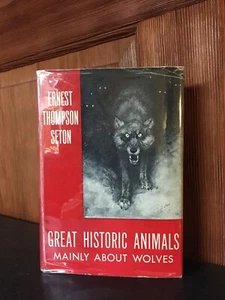 ERNEST
THOMPSON
SETON
GREAT HISTORIC ANIMALS
MAINLY ABOUT WOLVES